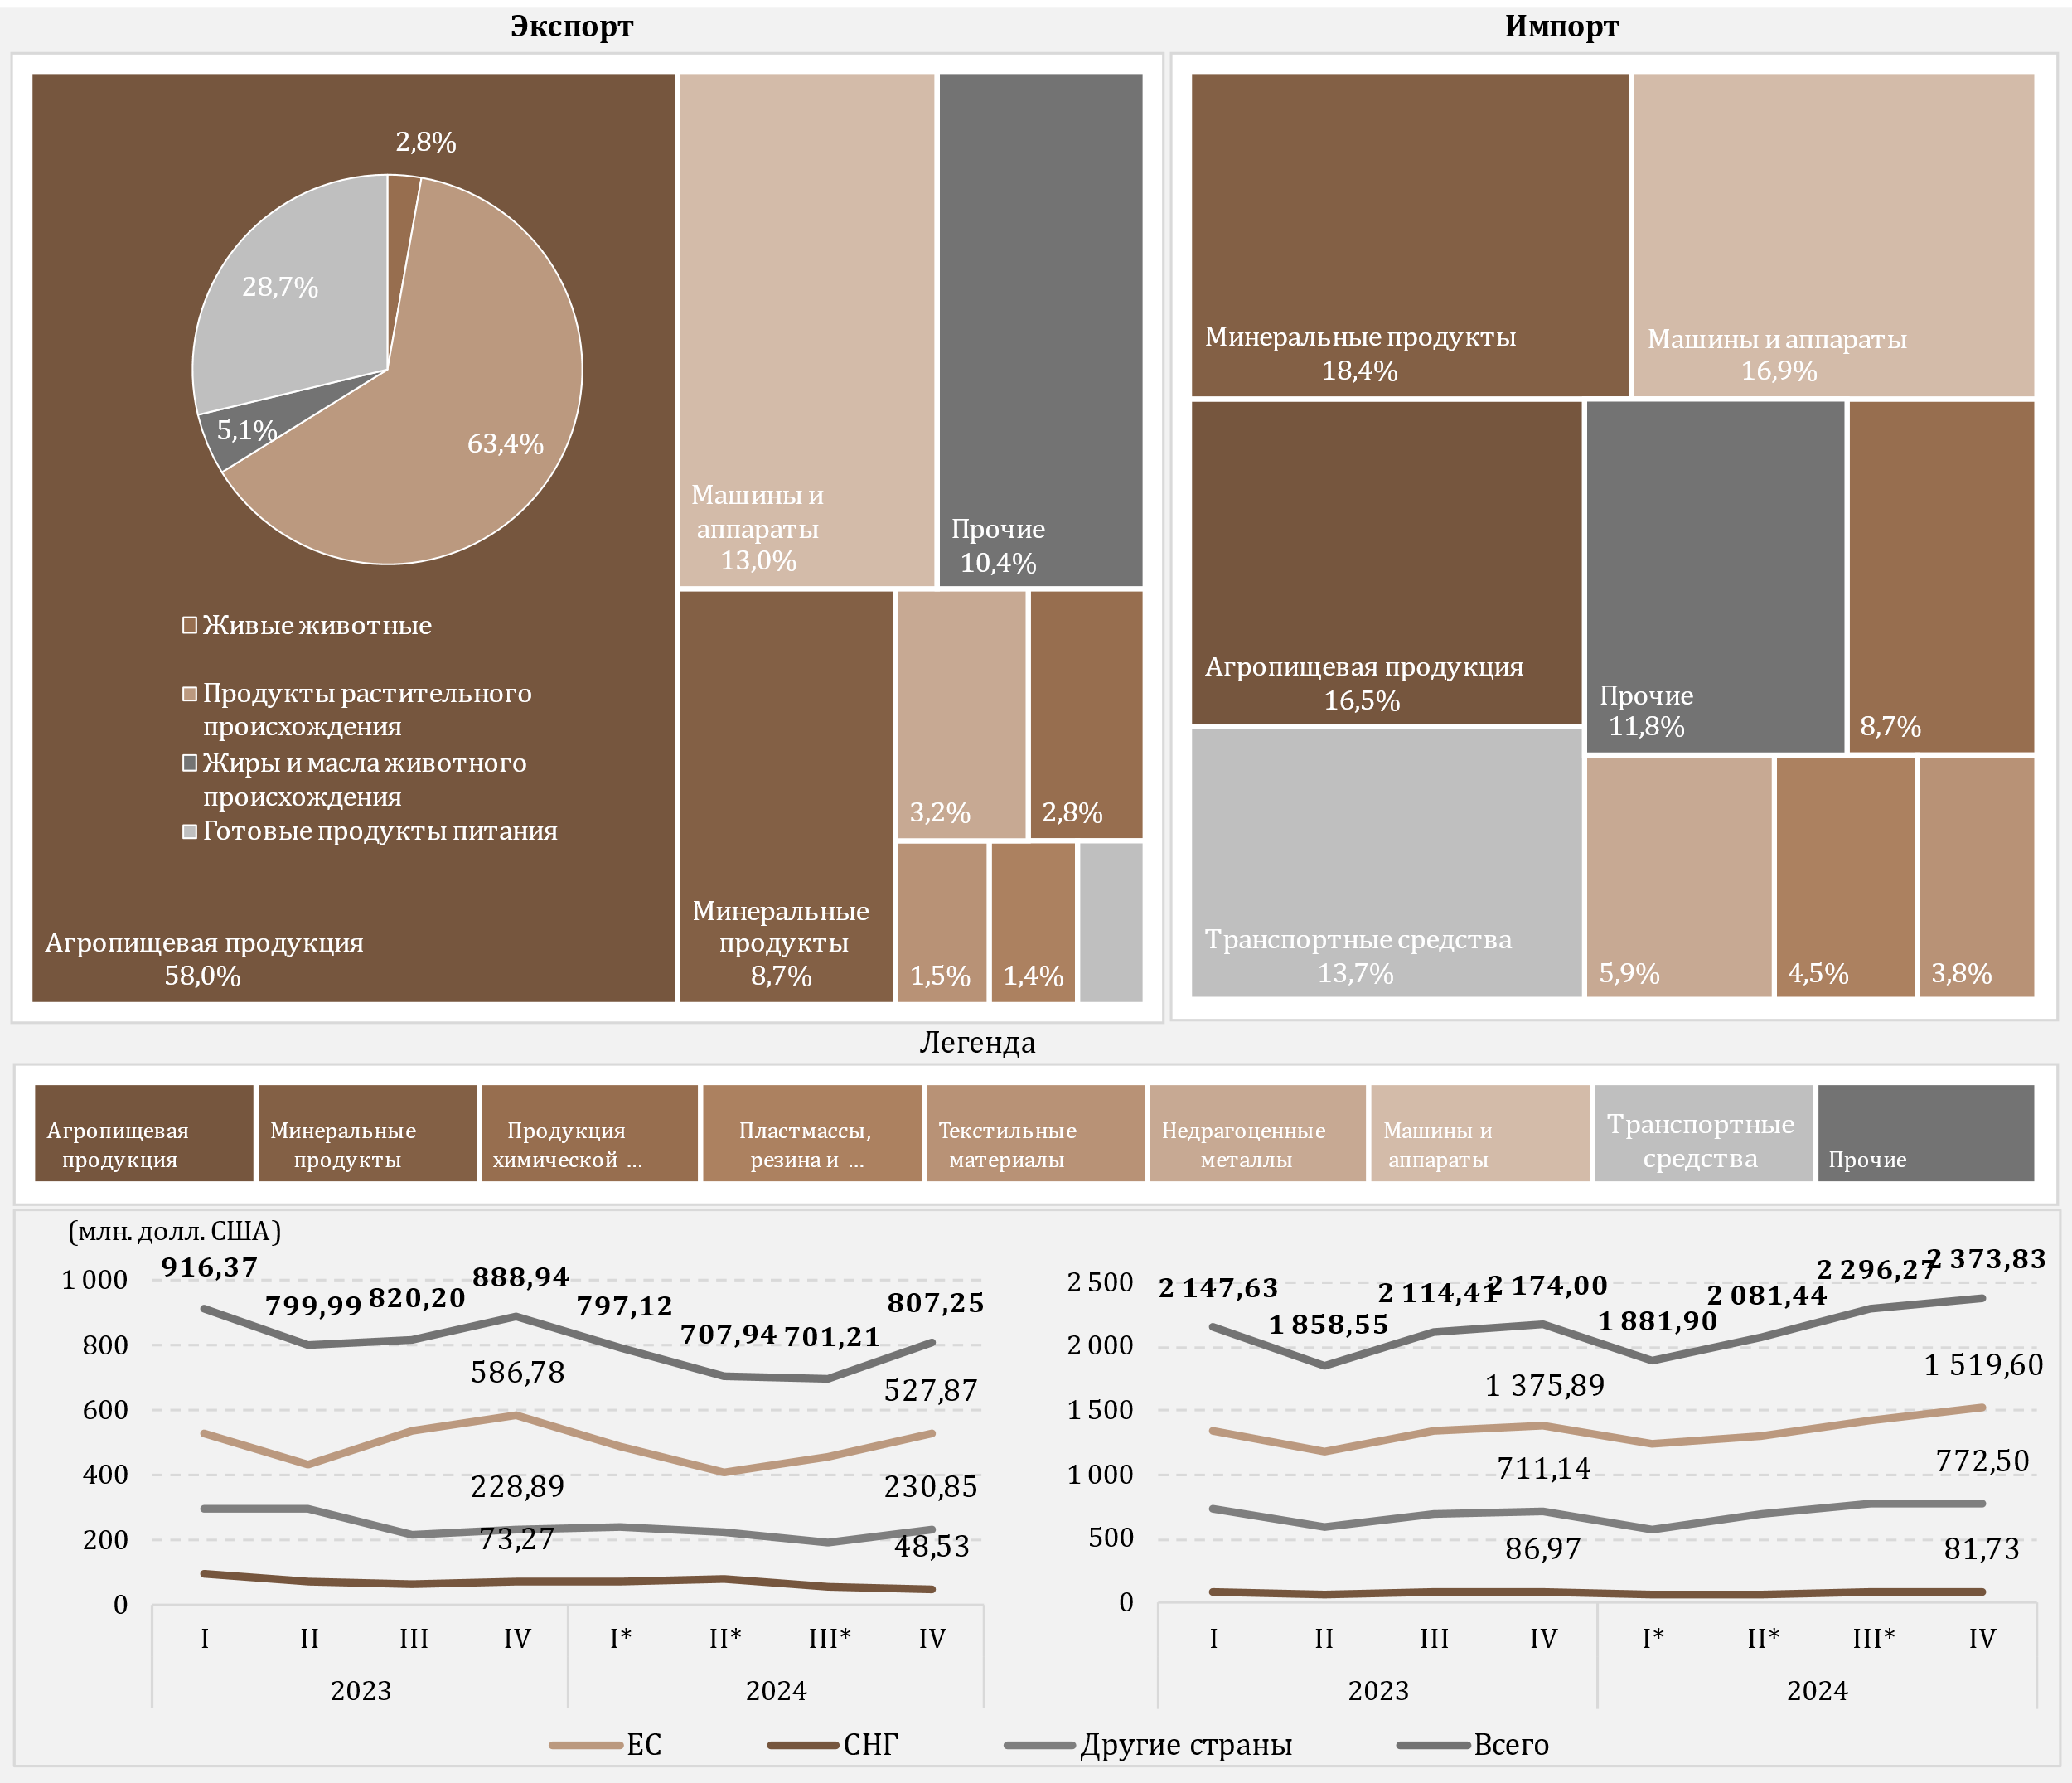 Экспорт
2,8%
28,7%
5,1%
63,4%
Живые животные
Продукты растительного
происхождения
Жиры и масла животного
происхождения
Готовые продукты питания
Агропищевая продукция
58,0%
Машины и
аппараты
13,0%
Прочие
10,4%
Минеральные
продукты
8,7%
3,2%
2,8%
1,5%
1,4%
Импорт
Минеральные продукты
18,4%
Машины и аппараты
16,9%
Агропищевая продукция
16,5%
Прочие
11,8%
8,7%
Транспортные средства
13,7%
5,9%
4,5%
3,8%
Легенда
Агропищевая
продукция
Минеральные
продукты
Продукция
химической ...
Пластмассы,
резина и ...
Текстильные
материалы
Недрагоценные
металлы
Машины и
аппараты
Транспортные
средства
Прочие
(млн. долл. США)
1 000
800
600
400
200
0
916,37
799,99
820,20
888,94
797,12
707,94
701,21
807,25
586,78
527,87
228,89
230,85
73,27
48,53
I
II
III
IV
I*
II*
III*
IV
2023
2024
2 500
2 000
1 500
1 000
500
0
2 147,63
1 858,55
2 114,41
2 174,00
1 881,90
2 081,44
2 296,27
2 373,83
1 375,89
1 519,60
711,14
772,50
86,97
81,73
I
II
III
IV
I*
II*
III*
IV
2023
2024
ЕС
СНГ
Другие страны
Всего